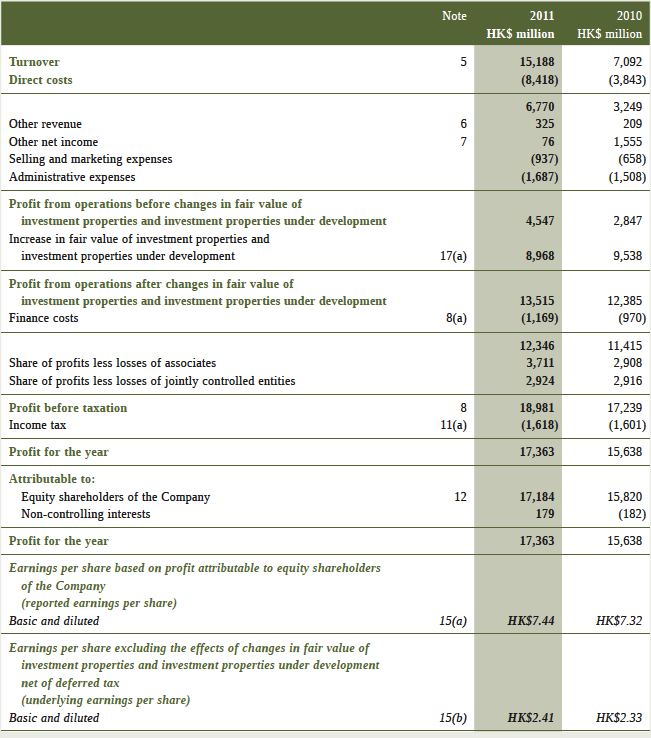 Note 2011 2010
HK$ million HK$ million
Turnover 5 15,188 7,092
Direct costs (8,418) (3,843)
6,770 3,249
Other revenue 6 325 209
Other net income 7 76 1,555
Selling and marketing expenses (937) (658)
Administrative expenses (1,687) (1,508)
Profit from operations before changes in fair value of
investment properties and investment properties under development 4,547 2,847
Increase in fair value of investment properties and
investment properties under development 17(a) 8,968 9,538
Profit from operations after changes in fair value of
investment properties and investment properties under development 13,515 12,385
Finance costs 8(a) (1,169) (970)
12,346 11,415
Share of profits less losses of associates 3,711 2,908
Share of profits less losses of jointly controlled entities 2,924 2,916
Profit before taxation 8 18,981 17,239
Income tax 11(a) (1,618) (1,601)
Profit for the year 17,363 15,638
Attributable to:
Equity shareholders of the Company 12 17,184 15,820
Non-controlling interests 179 (182)
Profit for the year 17,363 15,638
Earnings per share based on profit attributable to equity shareholders
of the Company
(reported earnings per share)
Basic and diluted 15(a) HK$7.44 HK$7.32
Earnings per share excluding the effects of changes in fair value of
investment properties and investment properties under development
net of deferred tax
(underlying earnings per share)
Basic and diluted 15(b) HK$2.41 HK$2.33